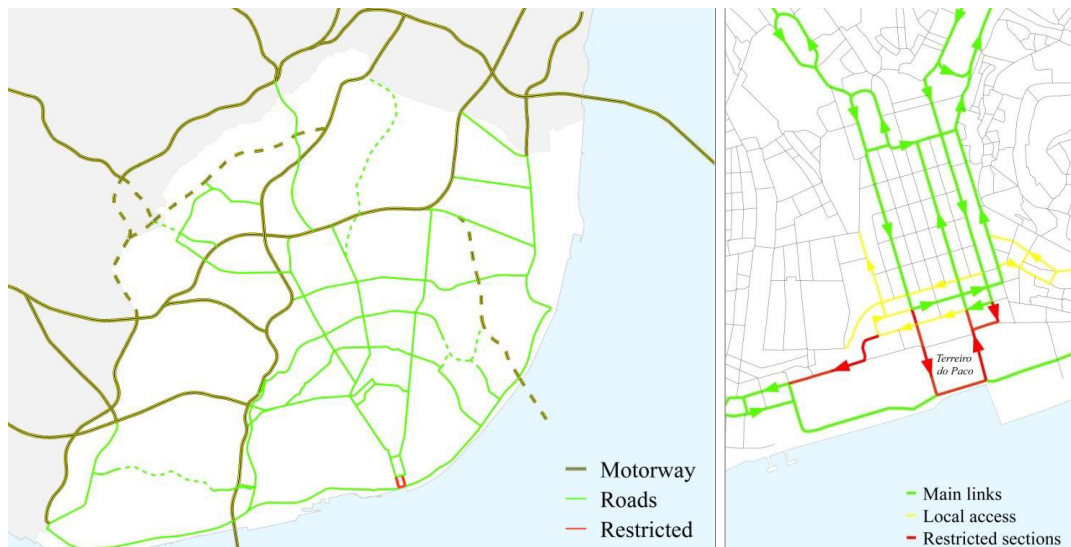 Motorway
Roads
Restricted
Terreiro
do Paco
Main links
Local access
Restricted sections